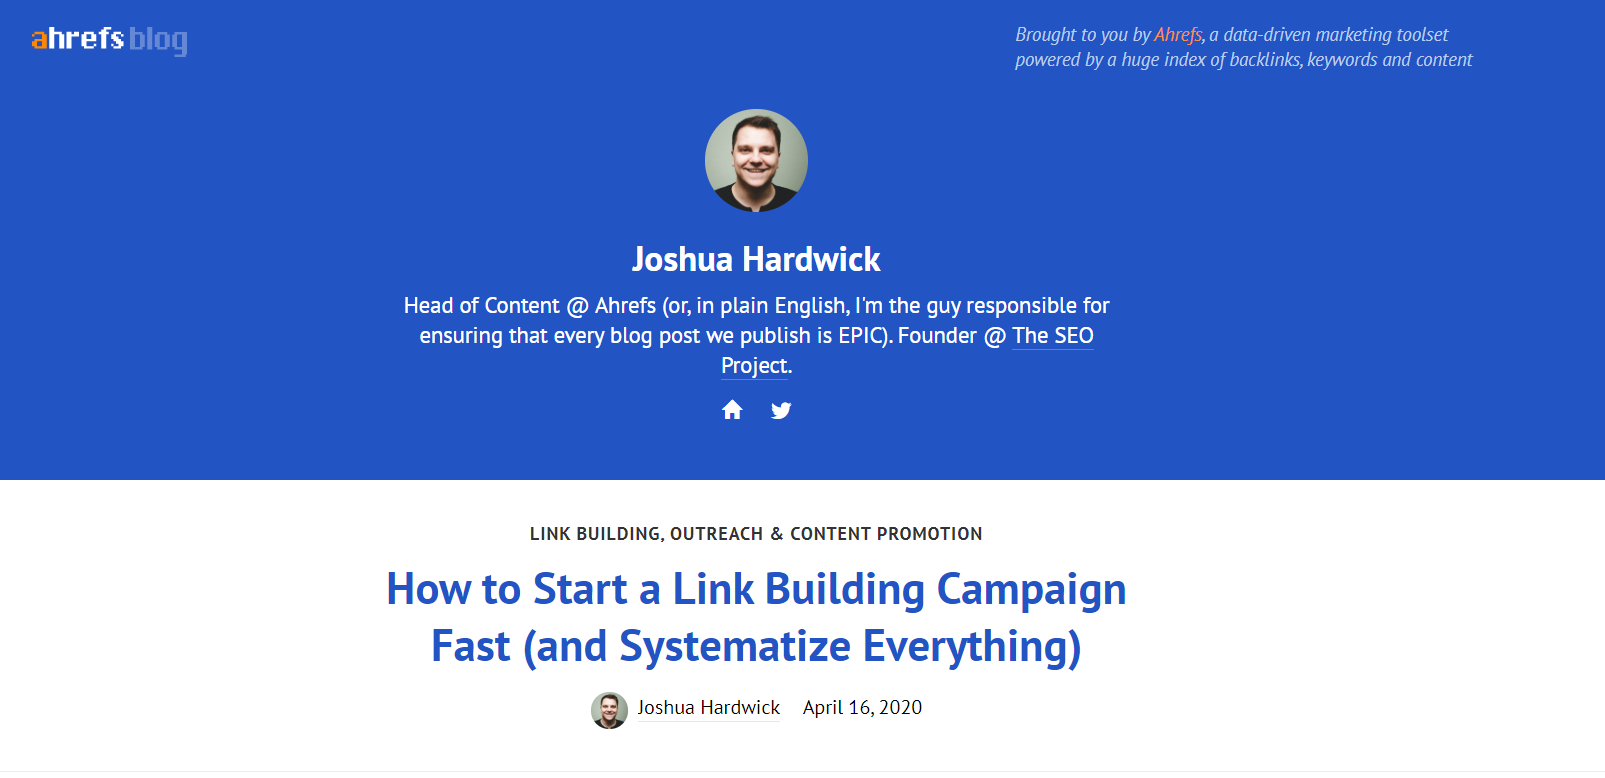 ahrefs blog
Brought to you by Ahrefs, a data-driven marketing toolset
powered by a huge index of backlinks, keywords and content
Joshua Hardwick
Head of Content @ Ahrefs (or, in plain English, I'm the guy responsible for
ensuring that every blog post we publish is EPIC). Founder @ The SEO
Project.
LINK BUILDING, OUTREACH & CONTENT PROMOTION
How to Start a Link Building Campaign
Fast (and Systematize Everything)
Joshua Hardwick April 16, 2020